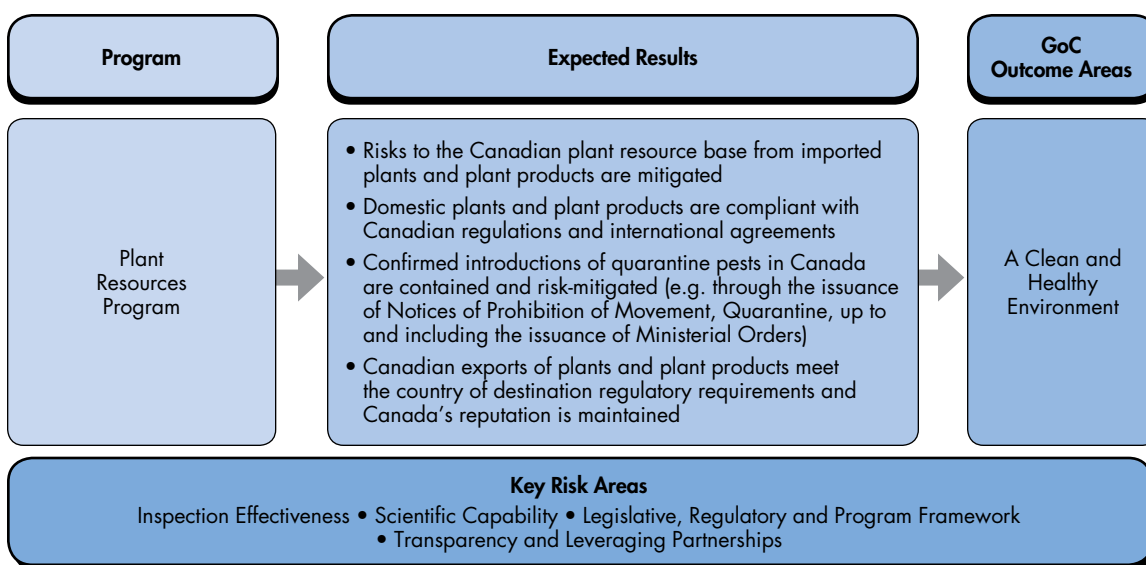 Program
Expected Results
GoC
Outcome Areas
Plant
Resources
Program
• Risks to the Canadian plant resource base from imported
plants and plant products are mitigated
• Domestic plants and plant products are compliant with
Canadian regulations and international agreements
• Confirmed introductions of quarantine pests in Canada
are contained and risk-mitigated (e.g. through the issuance
of Notices of Prohibition of Movement, Quarantine, up to
and including the issuance of Ministerial Orders)
• Canadian exports of plants and plant products meet
the country of destination regulatory requirements and
Canada’s reputation is maintained
A Clean and
Healthy
Environment
Key Risk Areas
Inspection Effectiveness • Scientific Capability • Legislative, Regulatory and Program Framework
• Transparency and Leveraging Partnerships